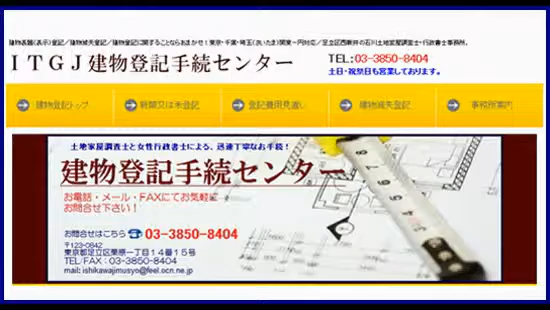 建物表題(表示)登記／建物滅失登記／建物登記に関することならおまかせ!東京・千葉・埼玉(さいたま)関東一円対応／足立区西新井の石川土地家屋調査士・行政書士事務所。
ＩＴＧＪ建物登記手続センター
TEL:03-3850-8404
土日・祝祭日も営業しております。
建物登記トップ
新築又は未登記
登記費用見直し
建物滅失登記
事務所案内
土地家屋調査士と女性行政書士による、迅速丁寧なお手続!
建物登記手続センター
お電話・メール・FAXにてお気軽に
お問合せ下さい!
お問合せはこちら 03-3850-8404
〒123-0842
東京都足立区栗原一丁目１４番１５号
TEL/FAX：03-3850-8404
mail: ishikawajimusyo@feel.ocn.ne.jp